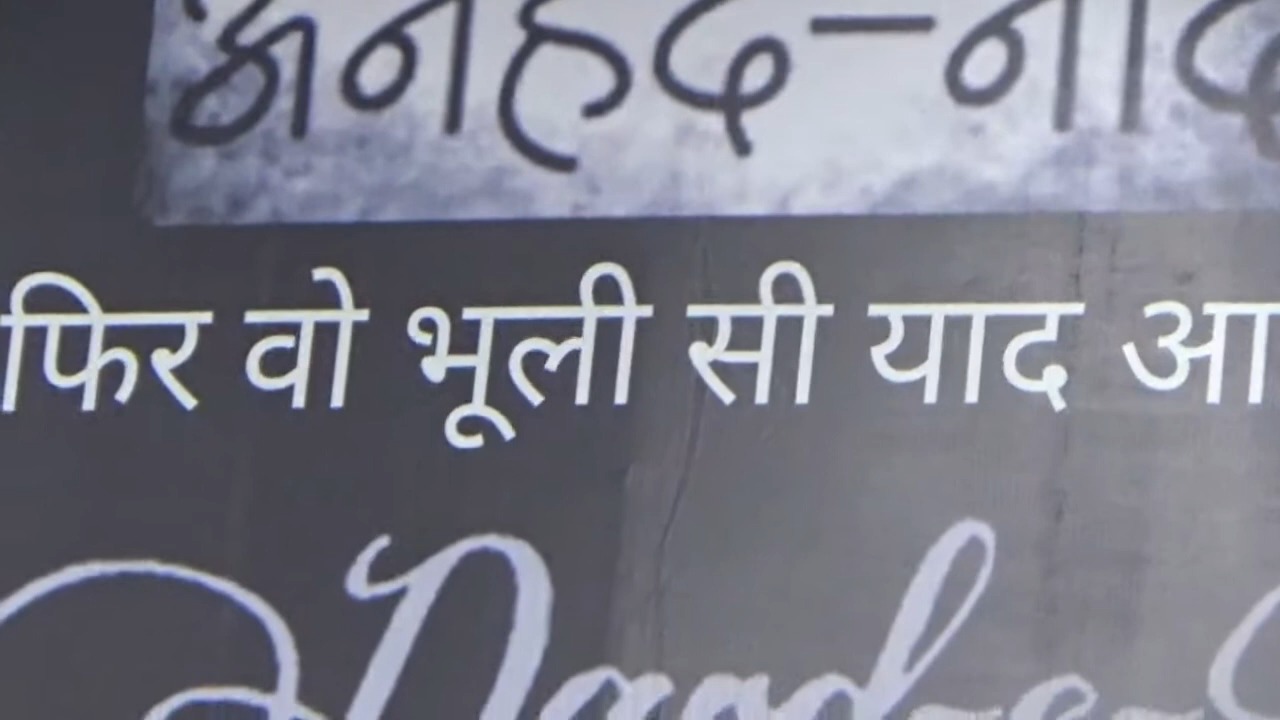 अनहद-नाद
फिर वो भूली सी याद आ